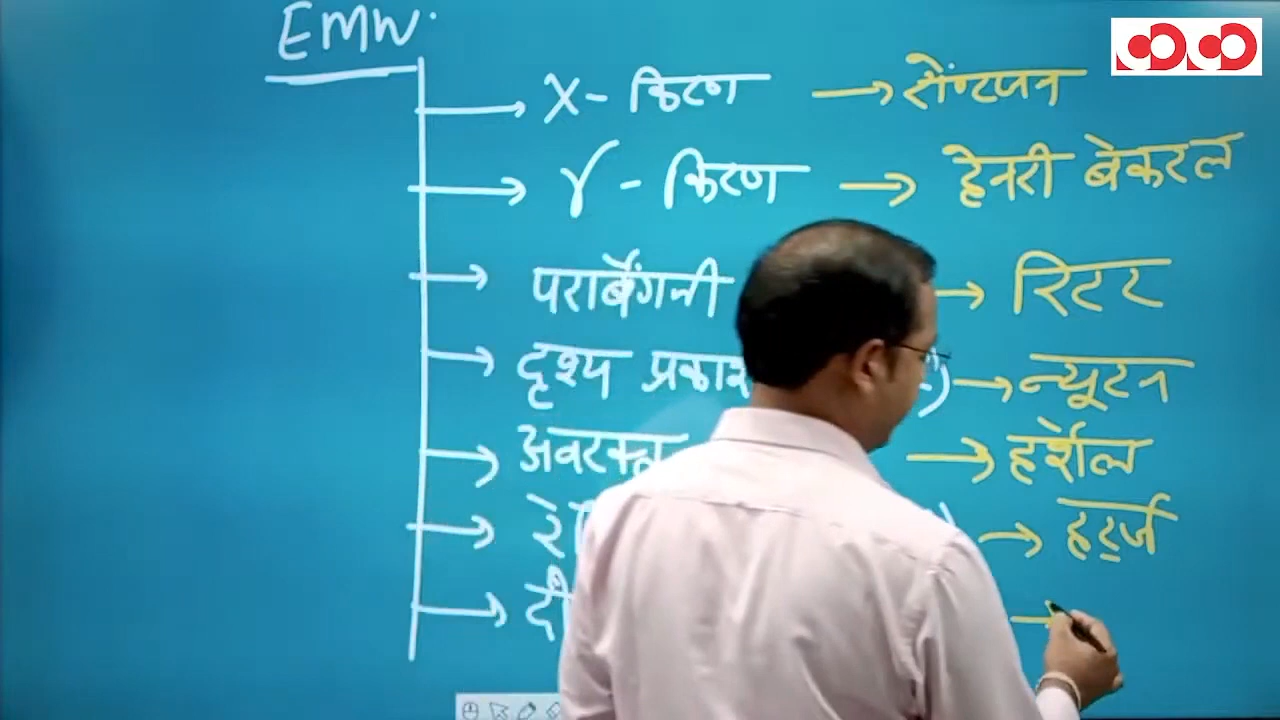 EMW.
X - किरण → रोंण्टजन
γ - किरण → हेनरी बेकरल
पराबैंगनी → रिटर
दृश्य प्रकाश → न्यूटन
अवरक्त → हर्शेल
→ हर्ट्ज